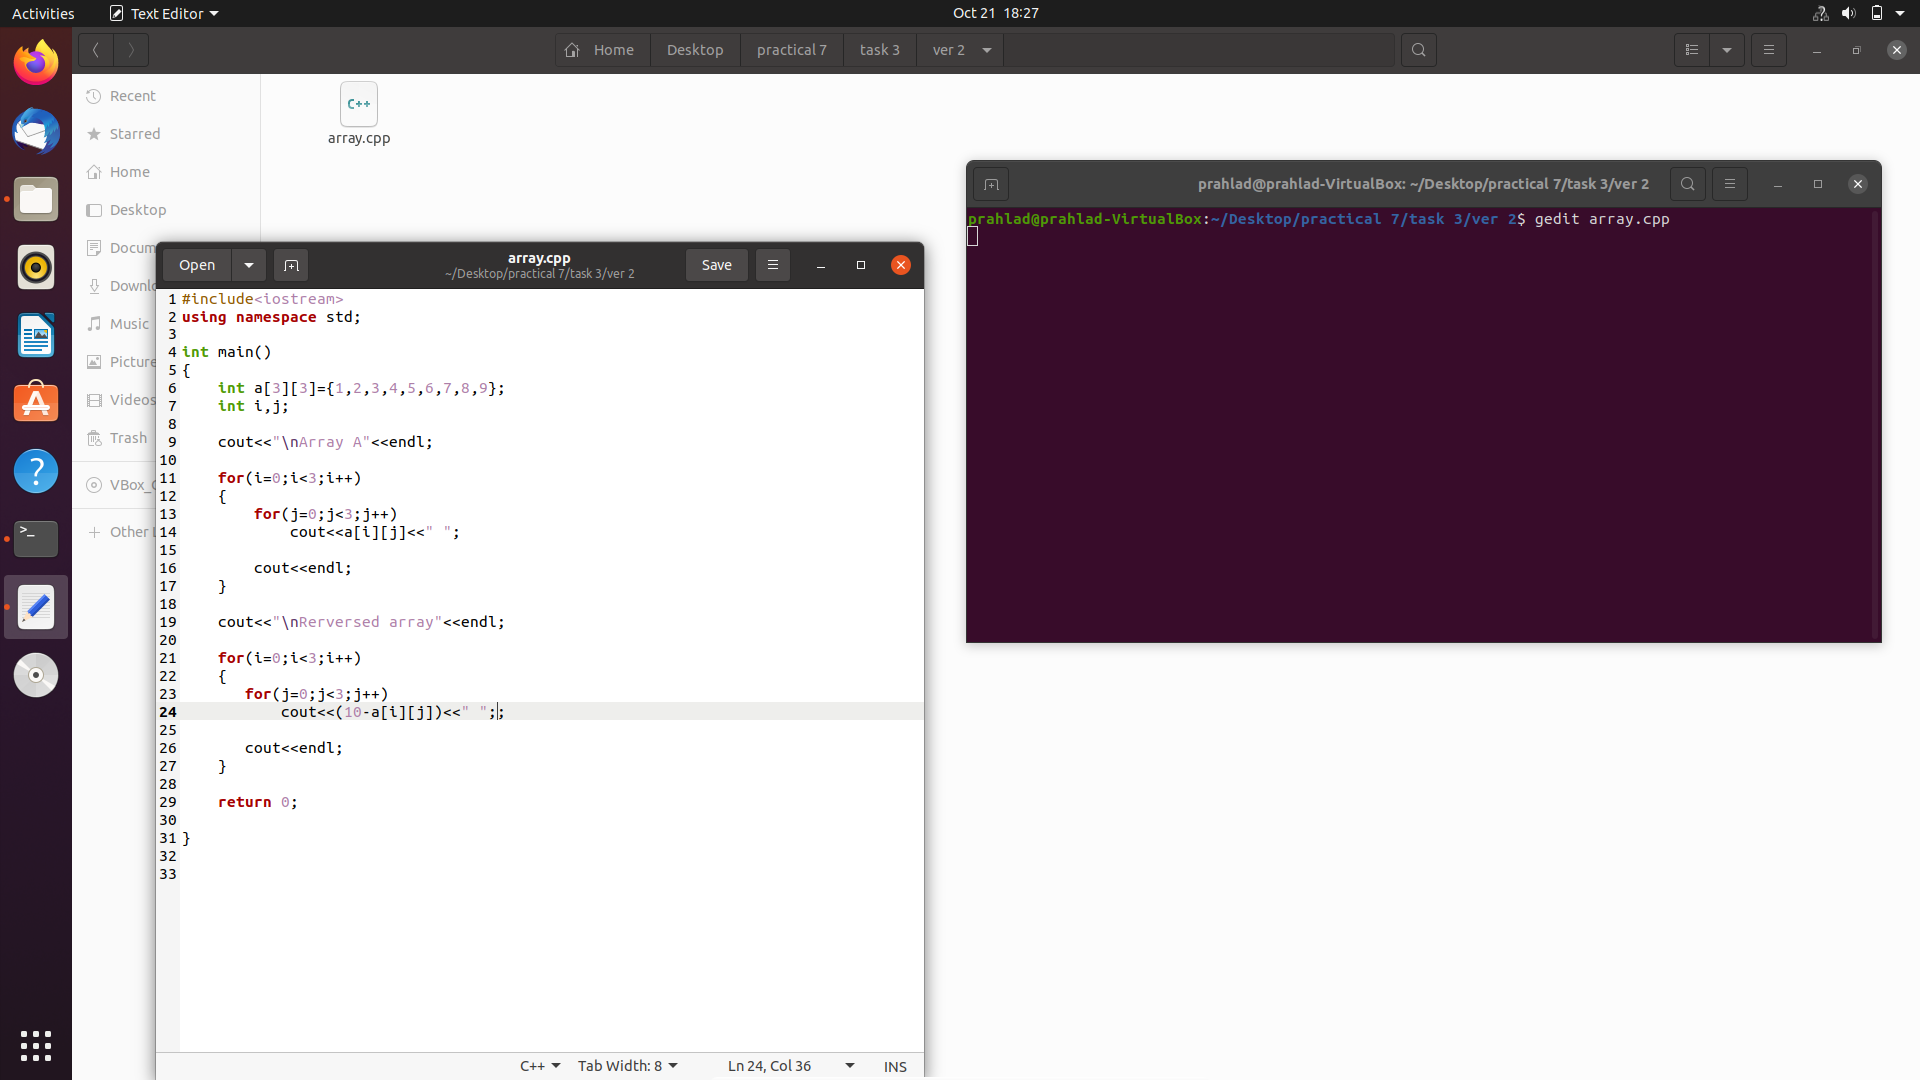 Activities
Text Editor
Oct 21 18:27
Home
Desktop
practical 7
task 3
ver 2
Recent
Starred
Home
Desktop
Docum
Downlo
Music
Picture
Videos
Trash
VBox_
Other
C++
array.cpp
prahlad@prahlad-VirtualBox: ~/Desktop/practical 7/task 3/ver 2
prahlad@prahlad-VirtualBox:~/Desktop/practical 7/task 3/ver 2$ gedit array.cpp
Open
array.cpp
~/Desktop/practical 7/task 3/ver 2
Save
1 #include<iostream>
2 using namespace std;
3
4 int main()
5 {
6     int a[3][3]={1,2,3,4,5,6,7,8,9};
7     int i,j;
8
9     cout<<"\nArray A"<<endl;
10
11     for(i=0;i<3;i++)
12     {
13         for(j=0;j<3;j++)
14             cout<<a[i][j]<<" ";
15
16         cout<<endl;
17     }
18
19     cout<<"\nRerversed array"<<endl;
20
21     for(i=0;i<3;i++)
22     {
23        for(j=0;j<3;j++)
24            cout<<(10-a[i][j])<<" ";;
25
26        cout<<endl;
27     }
28
29     return 0;
30
31 }
32
33
C++
Tab Width: 8
Ln 24, Col 36
INS